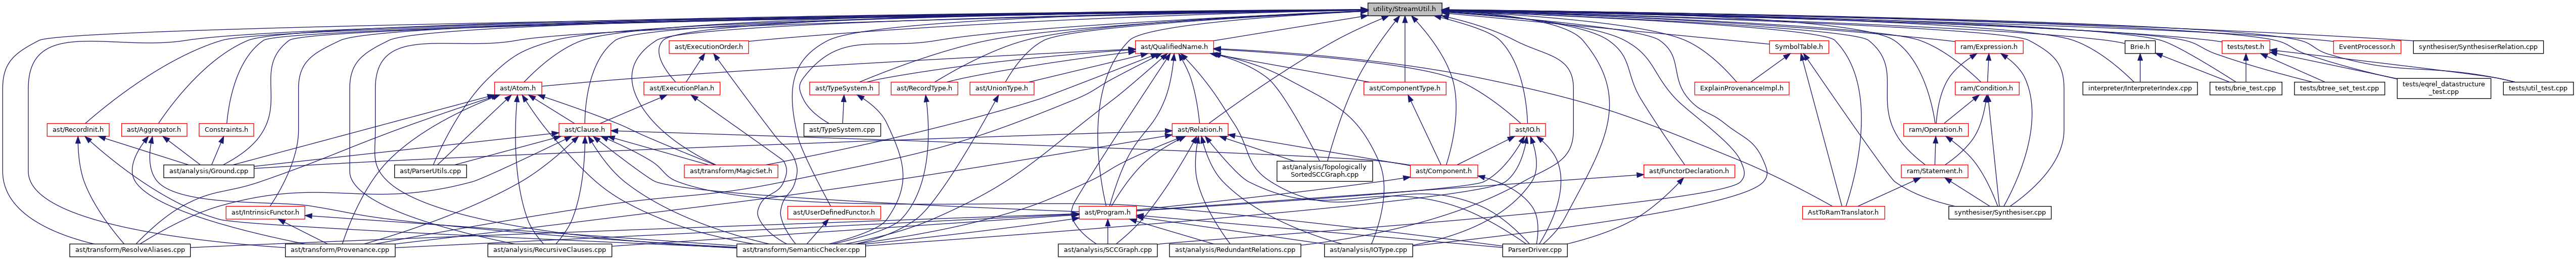 utility/StreamUtil.h
ast/ExecutionOrder.h
ast/QualifiedName.h
SymbolTable.h
ram/Expression.h
Brie.h
tests/test.h
EventProcessor.h
synthesiser/SynthesiserRelation.cpp
ast/Atom.h
ast/ExecutionPlan.h
ast/TypeSystem.h
ast/RecordType.h
ast/UnionType.h
ast/ComponentType.h
ExplainProvenanceImpl.h
ram/Condition.h
interpreter/InterpreterIndex.cpp
tests/brie_test.cpp
tests/btree_set_test.cpp
tests/eqrel_datastructure
_test.cpp
tests/util_test.cpp
ast/RecordInit.h
ast/Aggregator.h
Constraints.h
ast/Clause.h
ast/TypeSystem.cpp
ast/Relation.h
ast/IO.h
ram/Operation.h
ast/analysis/Ground.cpp
ast/ParserUtils.cpp
ast/transform/MagicSet.h
ast/analysis/Topologically
SortedSCCGraph.cpp
ast/Component.h
ast/FunctorDeclaration.h
ram/Statement.h
ast/IntrinsicFunctor.h
ast/UserDefinedFunctor.h
ast/Program.h
AstToRamTranslator.h
synthesiser/Synthesiser.cpp
ast/transform/ResolveAliases.cpp
ast/transform/Provenance.cpp
ast/analysis/RecursiveClauses.cpp
ast/transform/SemanticChecker.cpp
ast/analysis/SCCGraph.cpp
ast/analysis/RedundantRelations.cpp
ast/analysis/IOType.cpp
ParserDriver.cpp